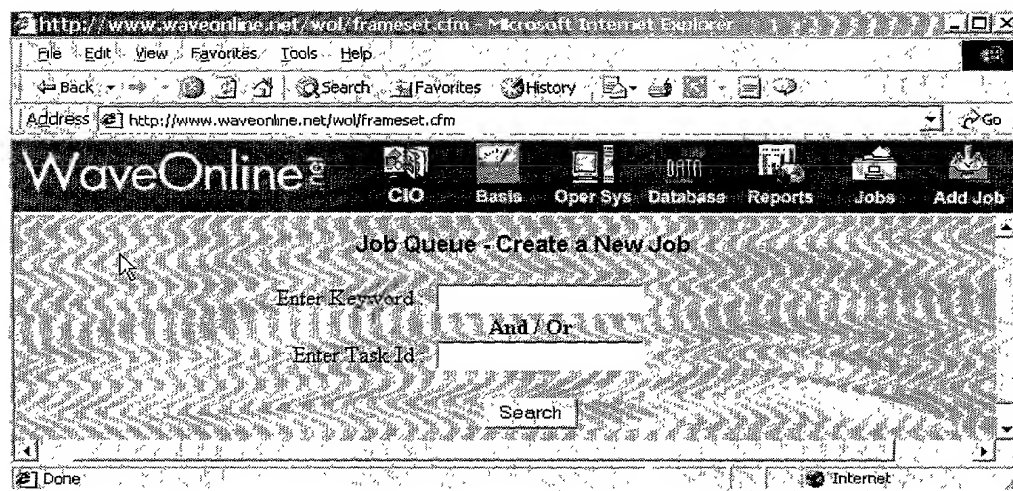 http://www.waveonline.net/wol/frameset.cfm - Microsoft Internet Explorer
File Edit View Favorites Tools Help
Back Search Favorites History
Address http://www.waveonline.net/wol/frameset.cfm Go
WaveOnline.net CIO Basis Oper Sys DATA Database Reports Jobs Add Job
Job Queue - Create a New Job
Enter Keyword :
And / Or
Enter Task Id :
Search
Done Internet